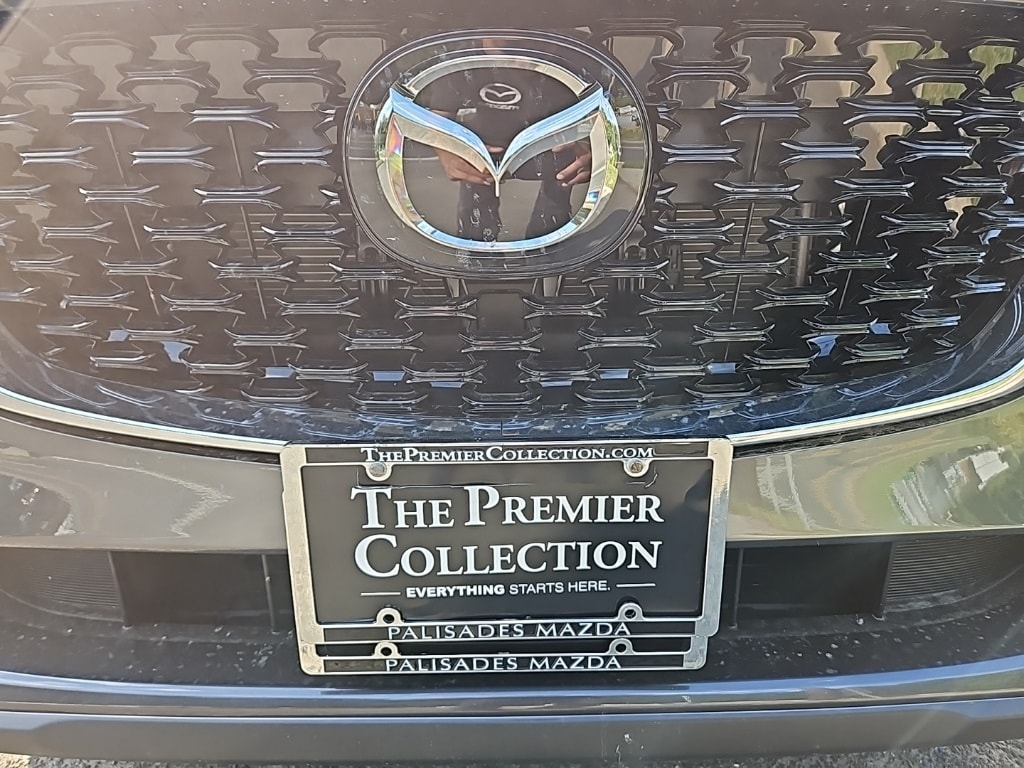 THEPREMIERCOLLECTION.COM
THE PREMIER
COLLECTION
EVERYTHING STARTS HERE.
PALISADES MAZDA
PALISADES MAZDA